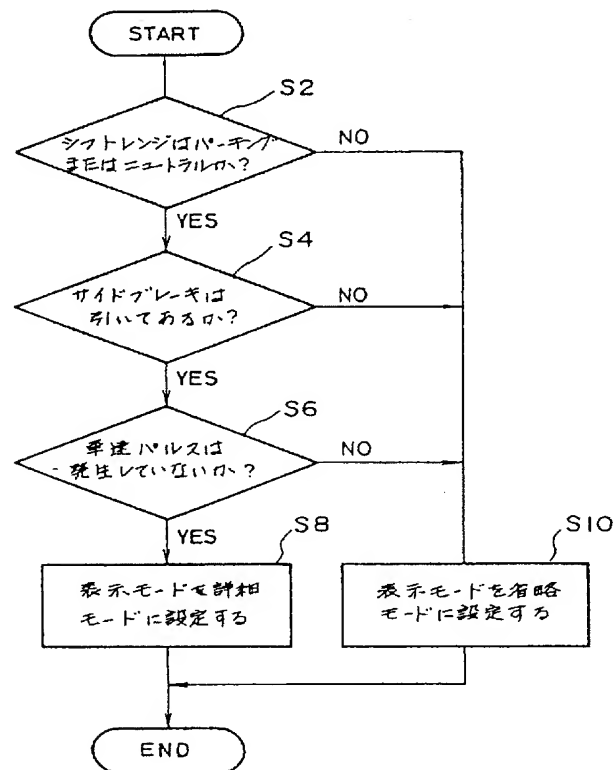 START
S2
シフトレンジはパーキング
またはニュートラルか?
NO
YES
S4
サイドブレーキは
引いてあるか?
NO
YES
S6
車速パルスは
発生していないか?
NO
YES
S8
表示モードを詳細
モードに設定する
S10
表示モードを省略
モードに設定する
END